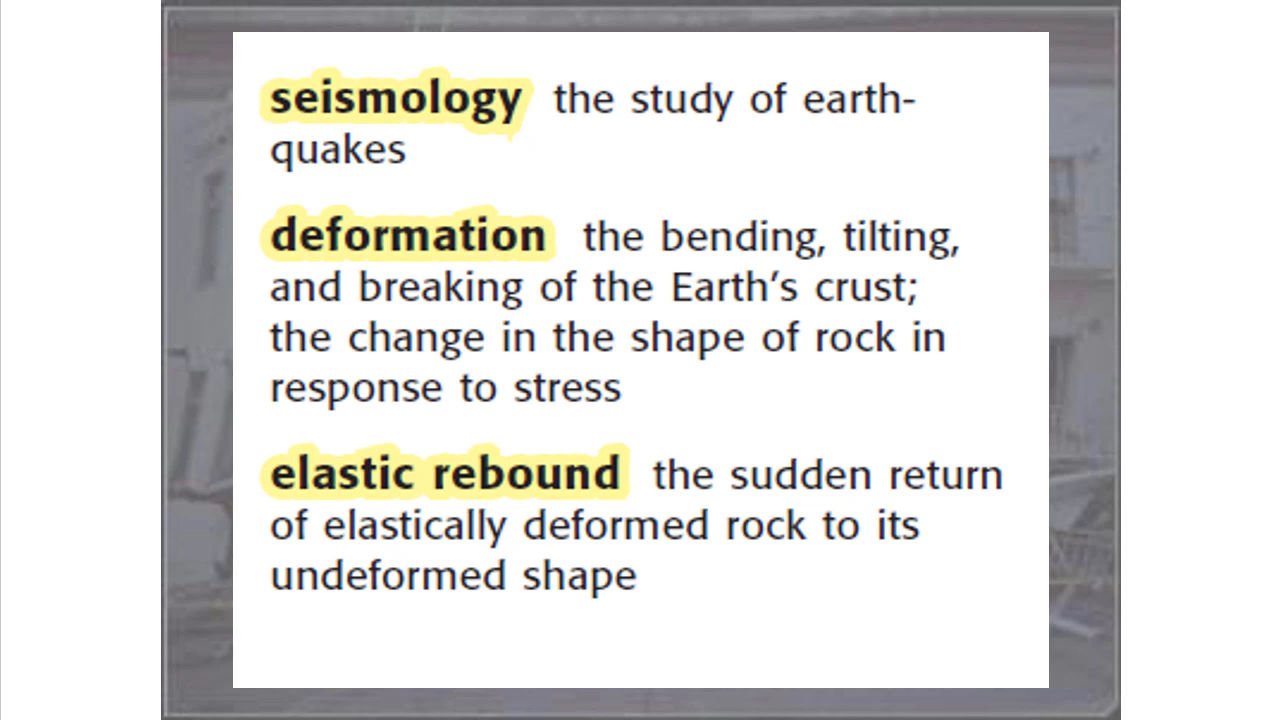 seismology the study of earth-
quakes
deformation the bending, tilting,
and breaking of the Earth’s crust;
the change in the shape of rock in
response to stress
elastic rebound the sudden return
of elastically deformed rock to its
undeformed shape